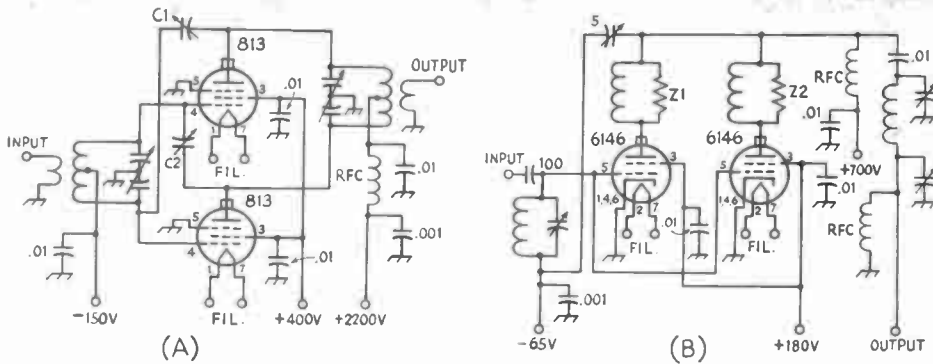 C1
813
5
4
3
.01
1
7
FIL.
INPUT
C2
OUTPUT
RFC
.01
.001
813
5
4
3
.01
1
7
FIL.
.01
-150V
+400V
+2200V
(A)
5
Z1
Z2
RFC
.01
.01
+700V
6146
6146
INPUT
100
5
3
5
3
1,4,6
2
7
1,4,6
2
7
FIL.
.01
FIL.
.01
RFC
.001
-65V
+180V
OUTPUT
(B)